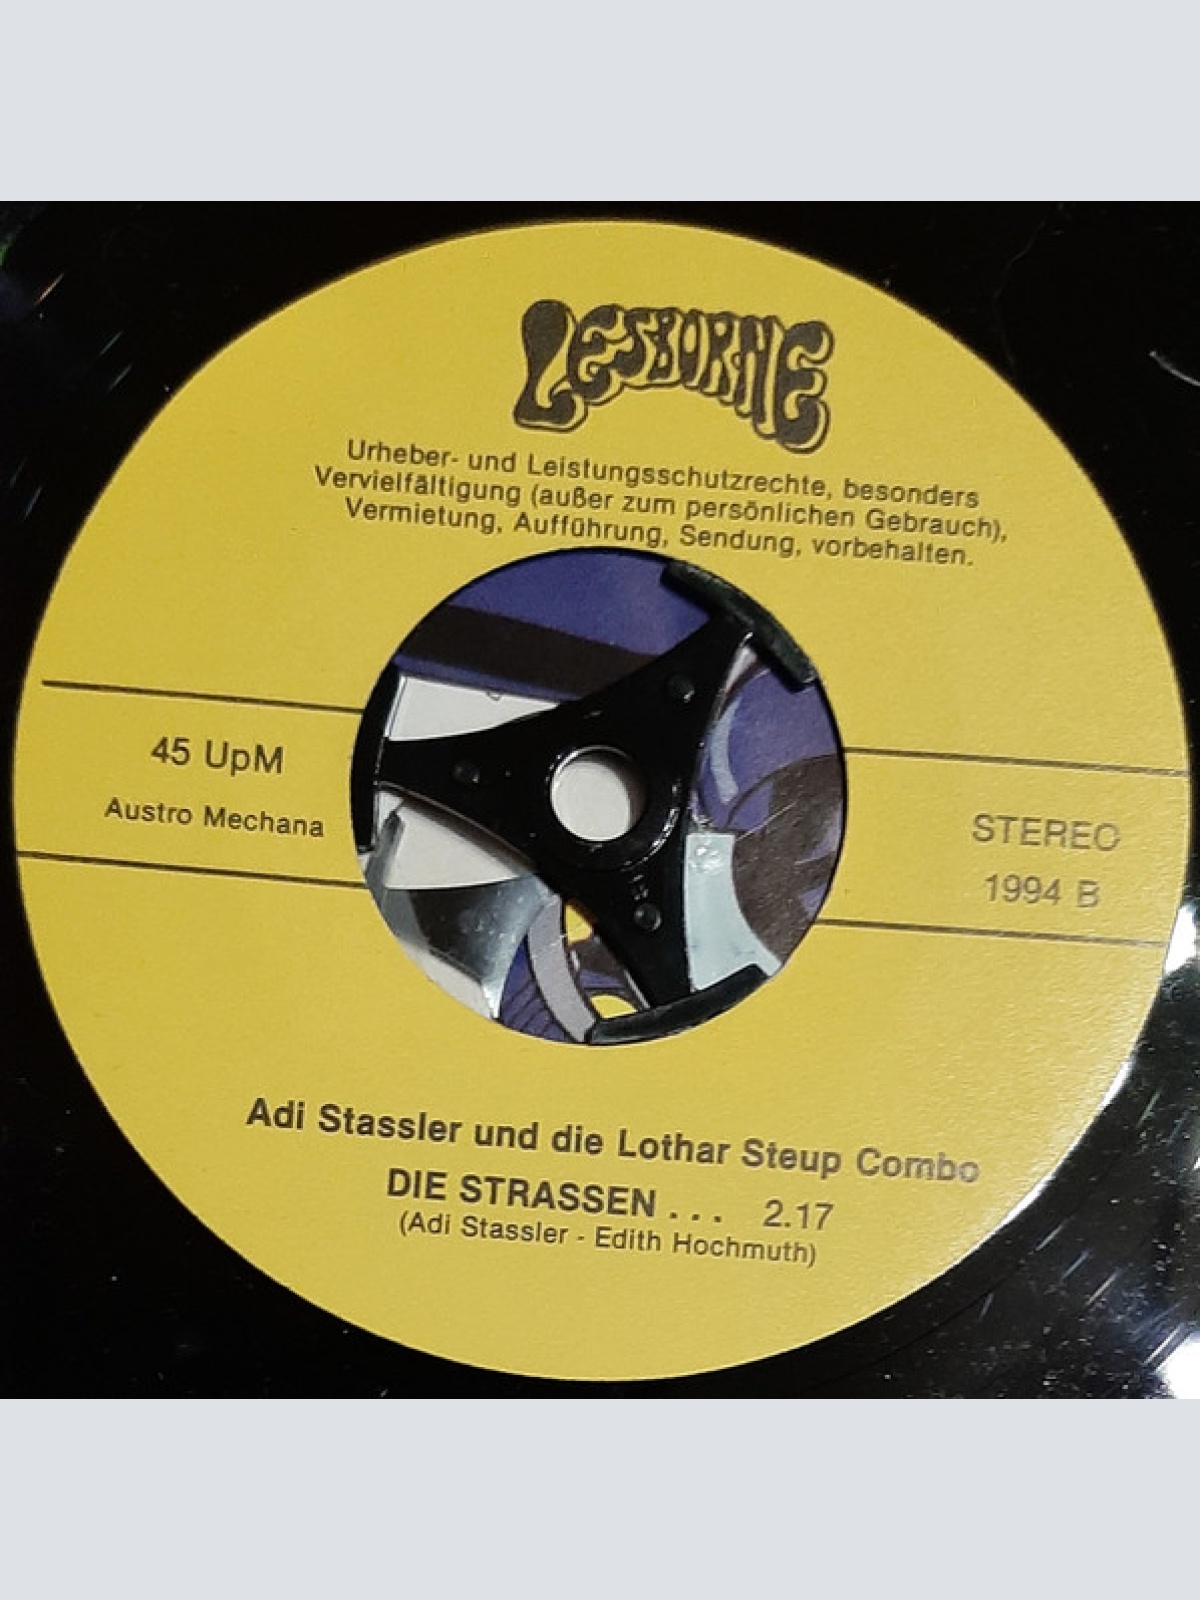 LESBORNE
Urheber- und Leistungsschutzrechte, besonders
Vervielfältigung (außer zum persönlichen Gebrauch),
Vermietung, Aufführung, Sendung, vorbehalten.
45 UpM
Austro Mechana
STEREO
1994 B
Adi Stassler und die Lothar Steup Combo
DIE STRASSEN . . . 2.17
(Adi Stassler - Edith Hochmuth)